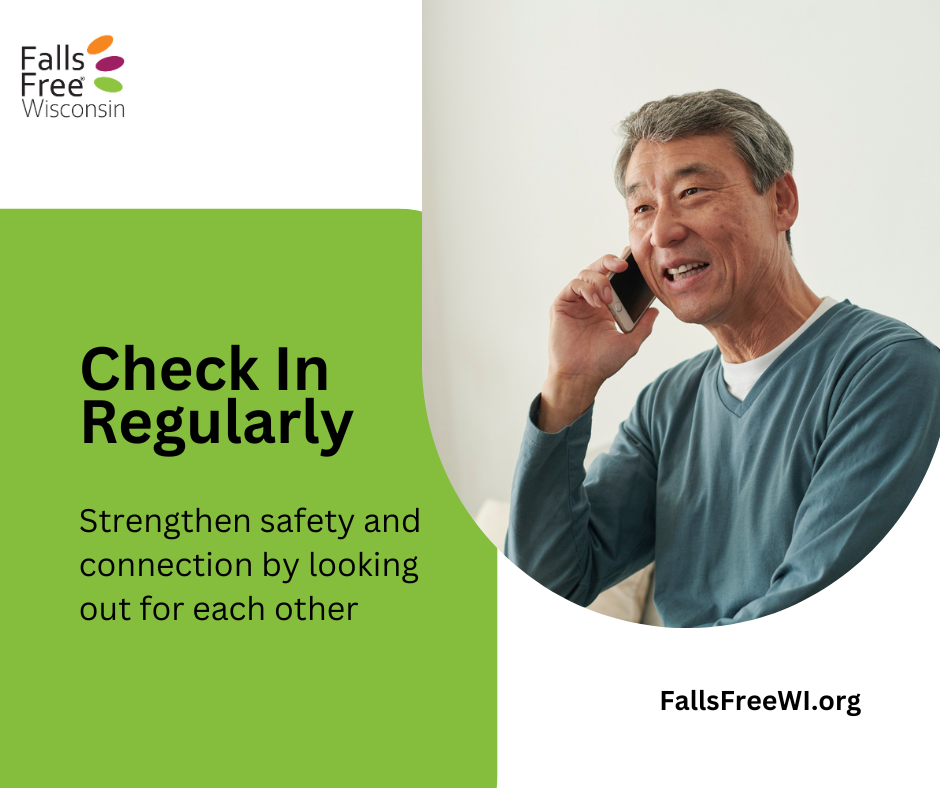 Falls
Free®
Wisconsin
Check In
Regularly
Strengthen safety and
connection by looking
out for each other
FallsFreeWI.org